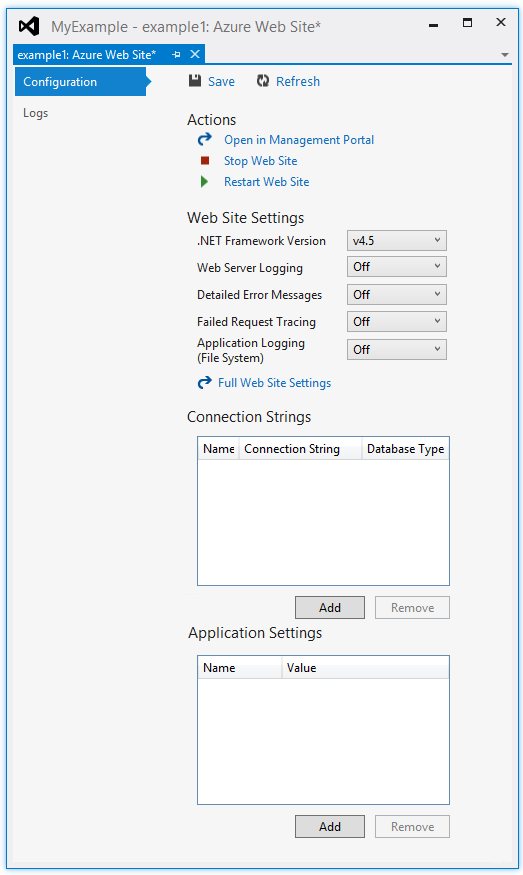 MyExample - example1: Azure Web Site*
example1: Azure Web Site*
Configuration
Save
Refresh
Logs
Actions
Open in Management Portal
Stop Web Site
Restart Web Site
Web Site Settings
.NET Framework Version
v4.5
Web Server Logging
Off
Detailed Error Messages
Off
Failed Request Tracing
Off
Application Logging
(File System)
Off
Full Web Site Settings
Connection Strings
Name
Connection String
Database Type
Add
Remove
Application Settings
Name
Value
Add
Remove